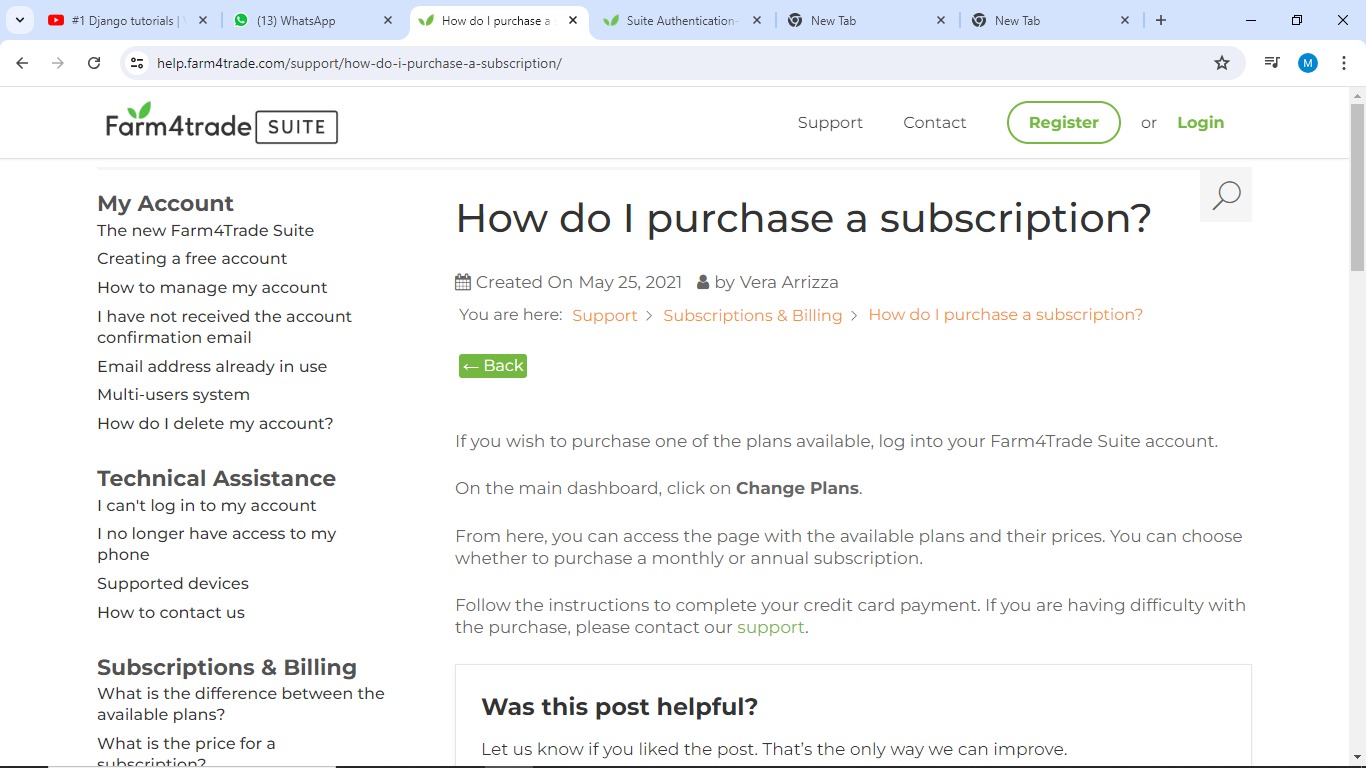 #1 Django tutorials |
(13) WhatsApp
How do I purchase a
Suite Authentication
New Tab
New Tab
help.farm4trade.com/support/how-do-i-purchase-a-subscription/
M
Farm4trade SUITE
Support
Contact
Register
or
Login
My Account
The new Farm4Trade Suite
Creating a free account
How to manage my account
I have not received the account
confirmation email
Email address already in use
Multi-users system
How do I delete my account?
Technical Assistance
I can't log in to my account
I no longer have access to my
phone
Supported devices
How to contact us
Subscriptions & Billing
What is the difference between the
available plans?
What is the price for a
subscription?
How do I purchase a subscription?
Created On May 25, 2021 by Vera Arrizza
You are here: Support > Subscriptions & Billing > How do I purchase a subscription?
← Back
If you wish to purchase one of the plans available, log into your Farm4Trade Suite account.
On the main dashboard, click on Change Plans.
From here, you can access the page with the available plans and their prices. You can choose
whether to purchase a monthly or annual subscription.
Follow the instructions to complete your credit card payment. If you are having difficulty with
the purchase, please contact our support.
Was this post helpful?
Let us know if you liked the post. That’s the only way we can improve.